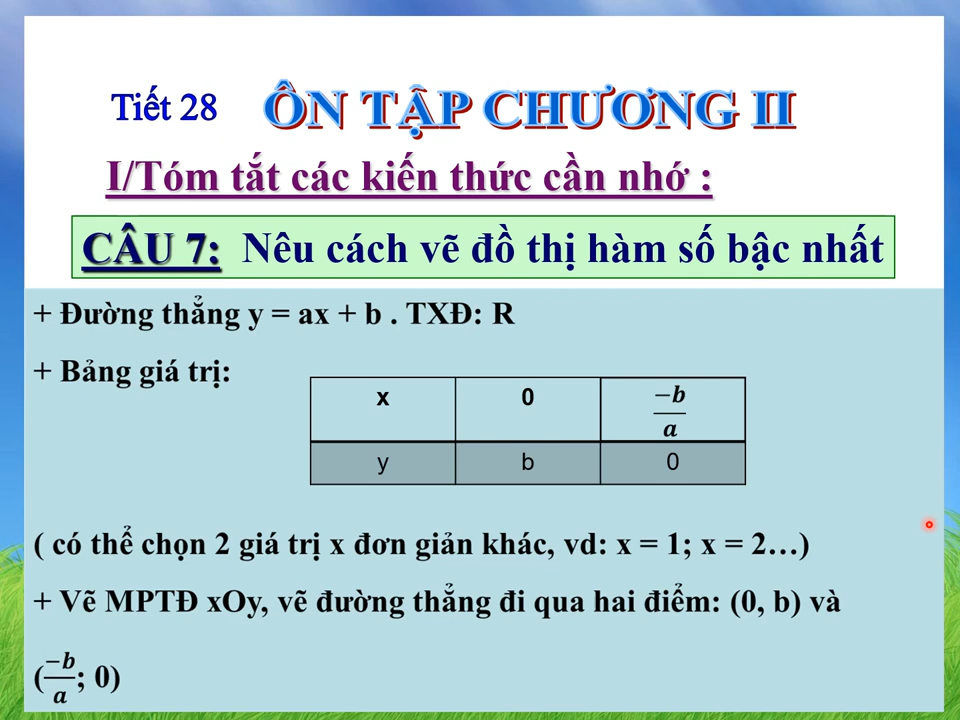 Tiết 28 ÔN TẬP CHƯƠNG II
I/Tóm tắt các kiến thức cần nhớ :
CÂU 7: Nêu cách vẽ đồ thị hàm số bậc nhất
+ Đường thẳng y = ax + b . TXĐ: R
+ Bảng giá trị:
x 0 −b/a
y b 0
( có thể chọn 2 giá trị x đơn giản khác, vd: x = 1; x = 2…)
+ Vẽ MPTĐ xOy, vẽ đường thẳng đi qua hai điểm: (0, b) và
(−b/a; 0)